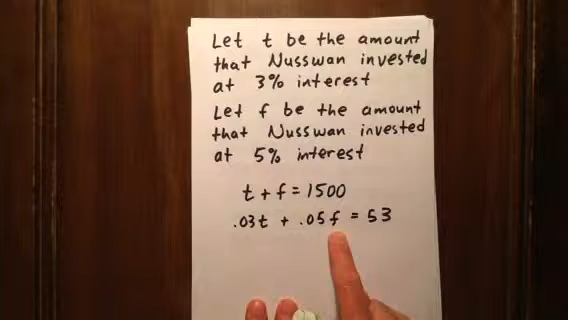 Let t be the amount
that Nusswan invested
at 3% interest
Let f be the amount
that Nusswan invested
at 5% interest
t + f = 1500
.03t + .05f = 53